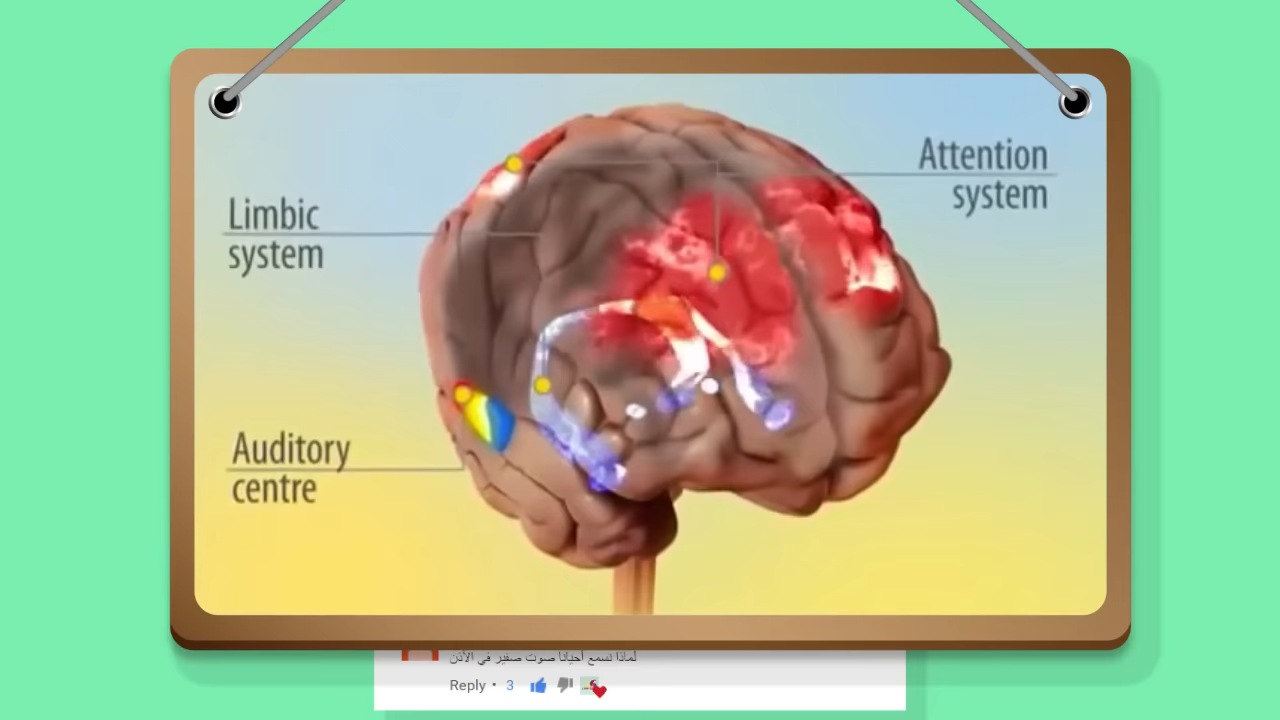 Attention
system
Limbic
system
Auditory
centre
لماذا نسمع أحيانا صوت صفير في الأذن
Reply • 3